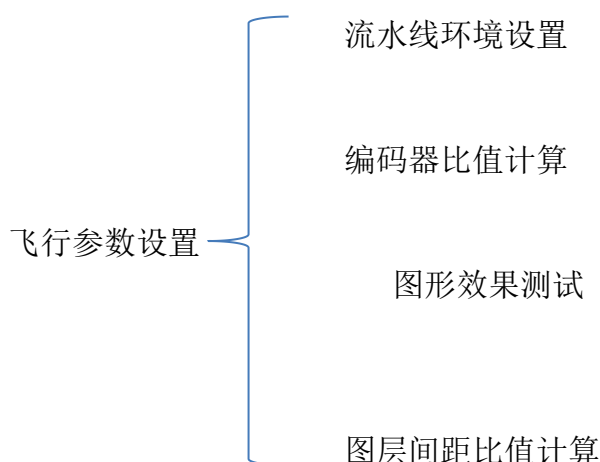 流水线环境设置
编码器比值计算
飞行参数设置
图形效果测试
图层间距比值计算